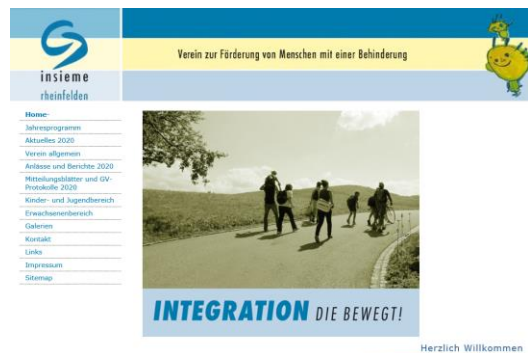 Verein zur Förderung von Menschen mit einer Behinderung
insieme
rheinfelden
Home
Jahresprogramm
Aktuelles 2020
Verein allgemein
Anlässe und Berichte 2020
Mitteilungsblätter und GV-
Protokolle 2020
Kinder- und Jugendbereich
Erwachsenenbereich
Galerien
Kontakt
Links
Impressum
Sitemap
INTEGRATION DIE BEWEGT!
Herzlich Willkommen